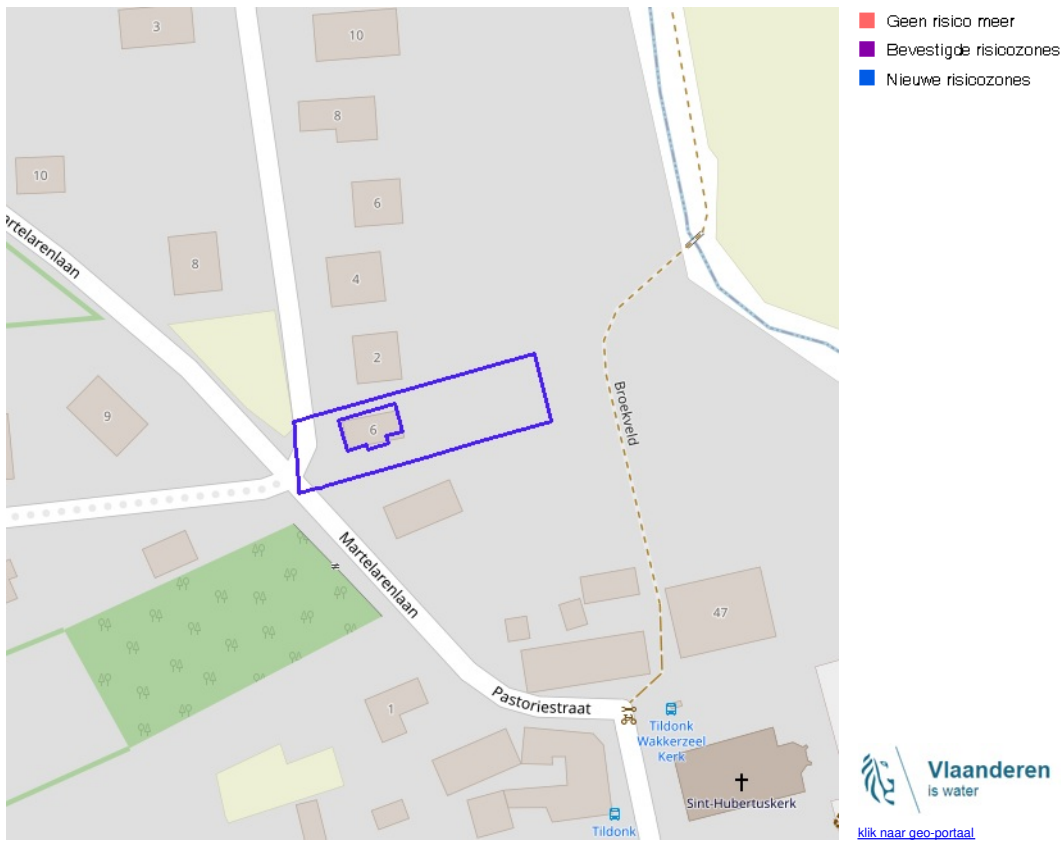 3
10
8
10
6
artelarenlaan
8
4
2
9
6
Broekveld
Martelarenlaan
47
1
Pastoriestraat
Tildonk
Wakkerzeel
Kerk
Sint-Hubertuskerk
Tildonk
Geen risico meer
Bevestigde risicozones
Nieuwe risicozones
Vlaanderen
is water
klik naar geo-portaal